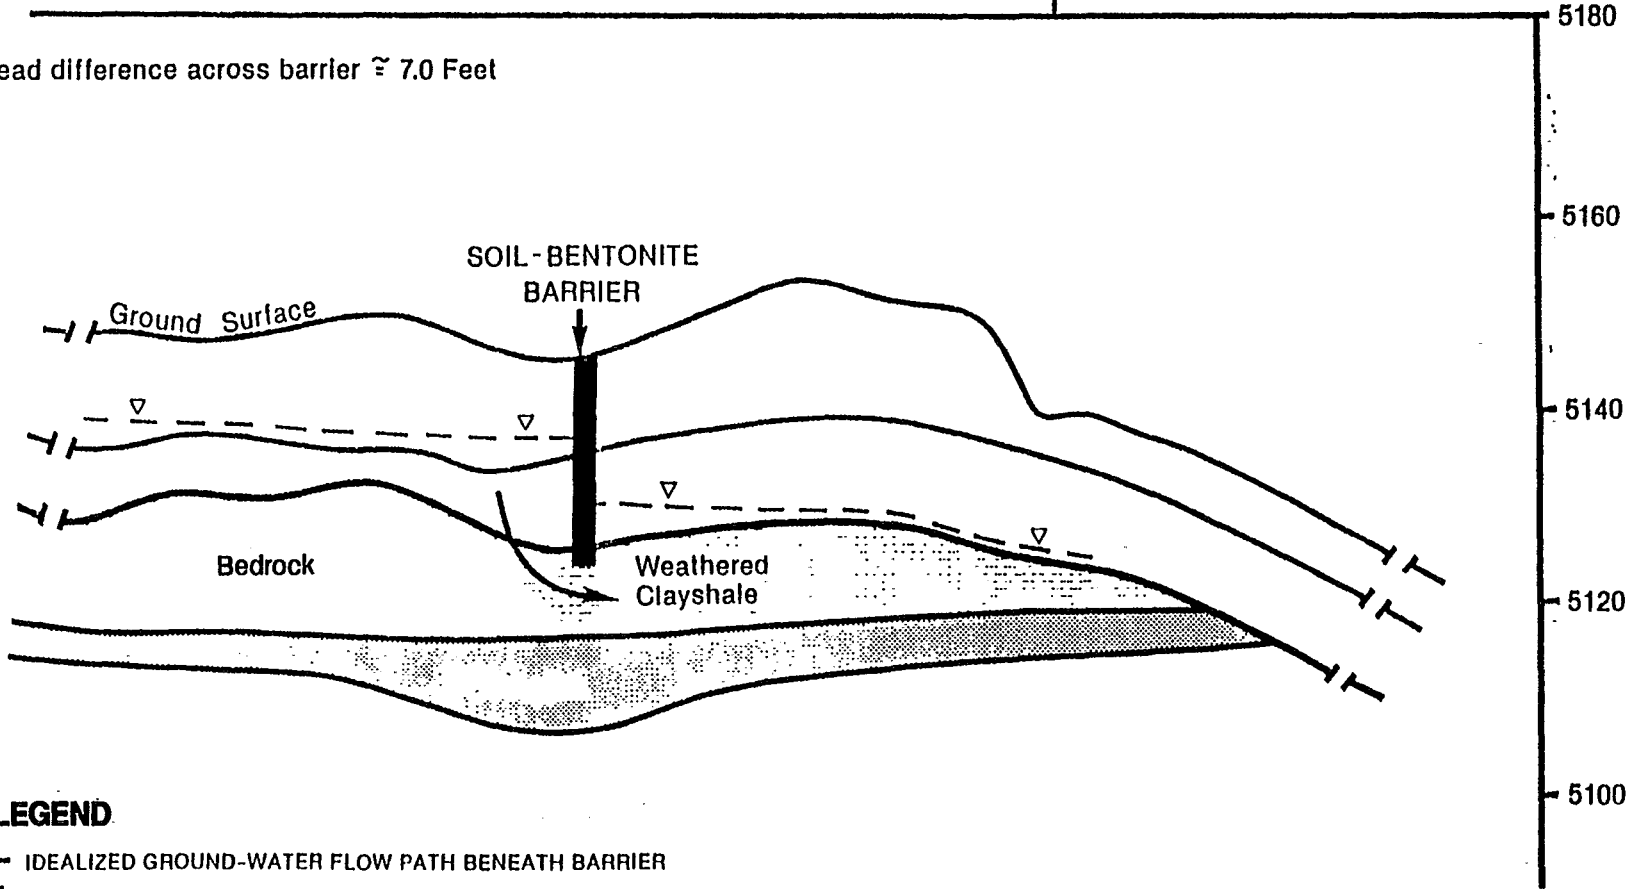 5180
ead difference across barrier ≈ 7.0 Feet
5160
SOIL-BENTONITE
BARRIER
Ground Surface
5140
Bedrock
Weathered
Clayshale
5120
5100
LEGEND
IDEALIZED GROUND-WATER FLOW PATH BENEATH BARRIER